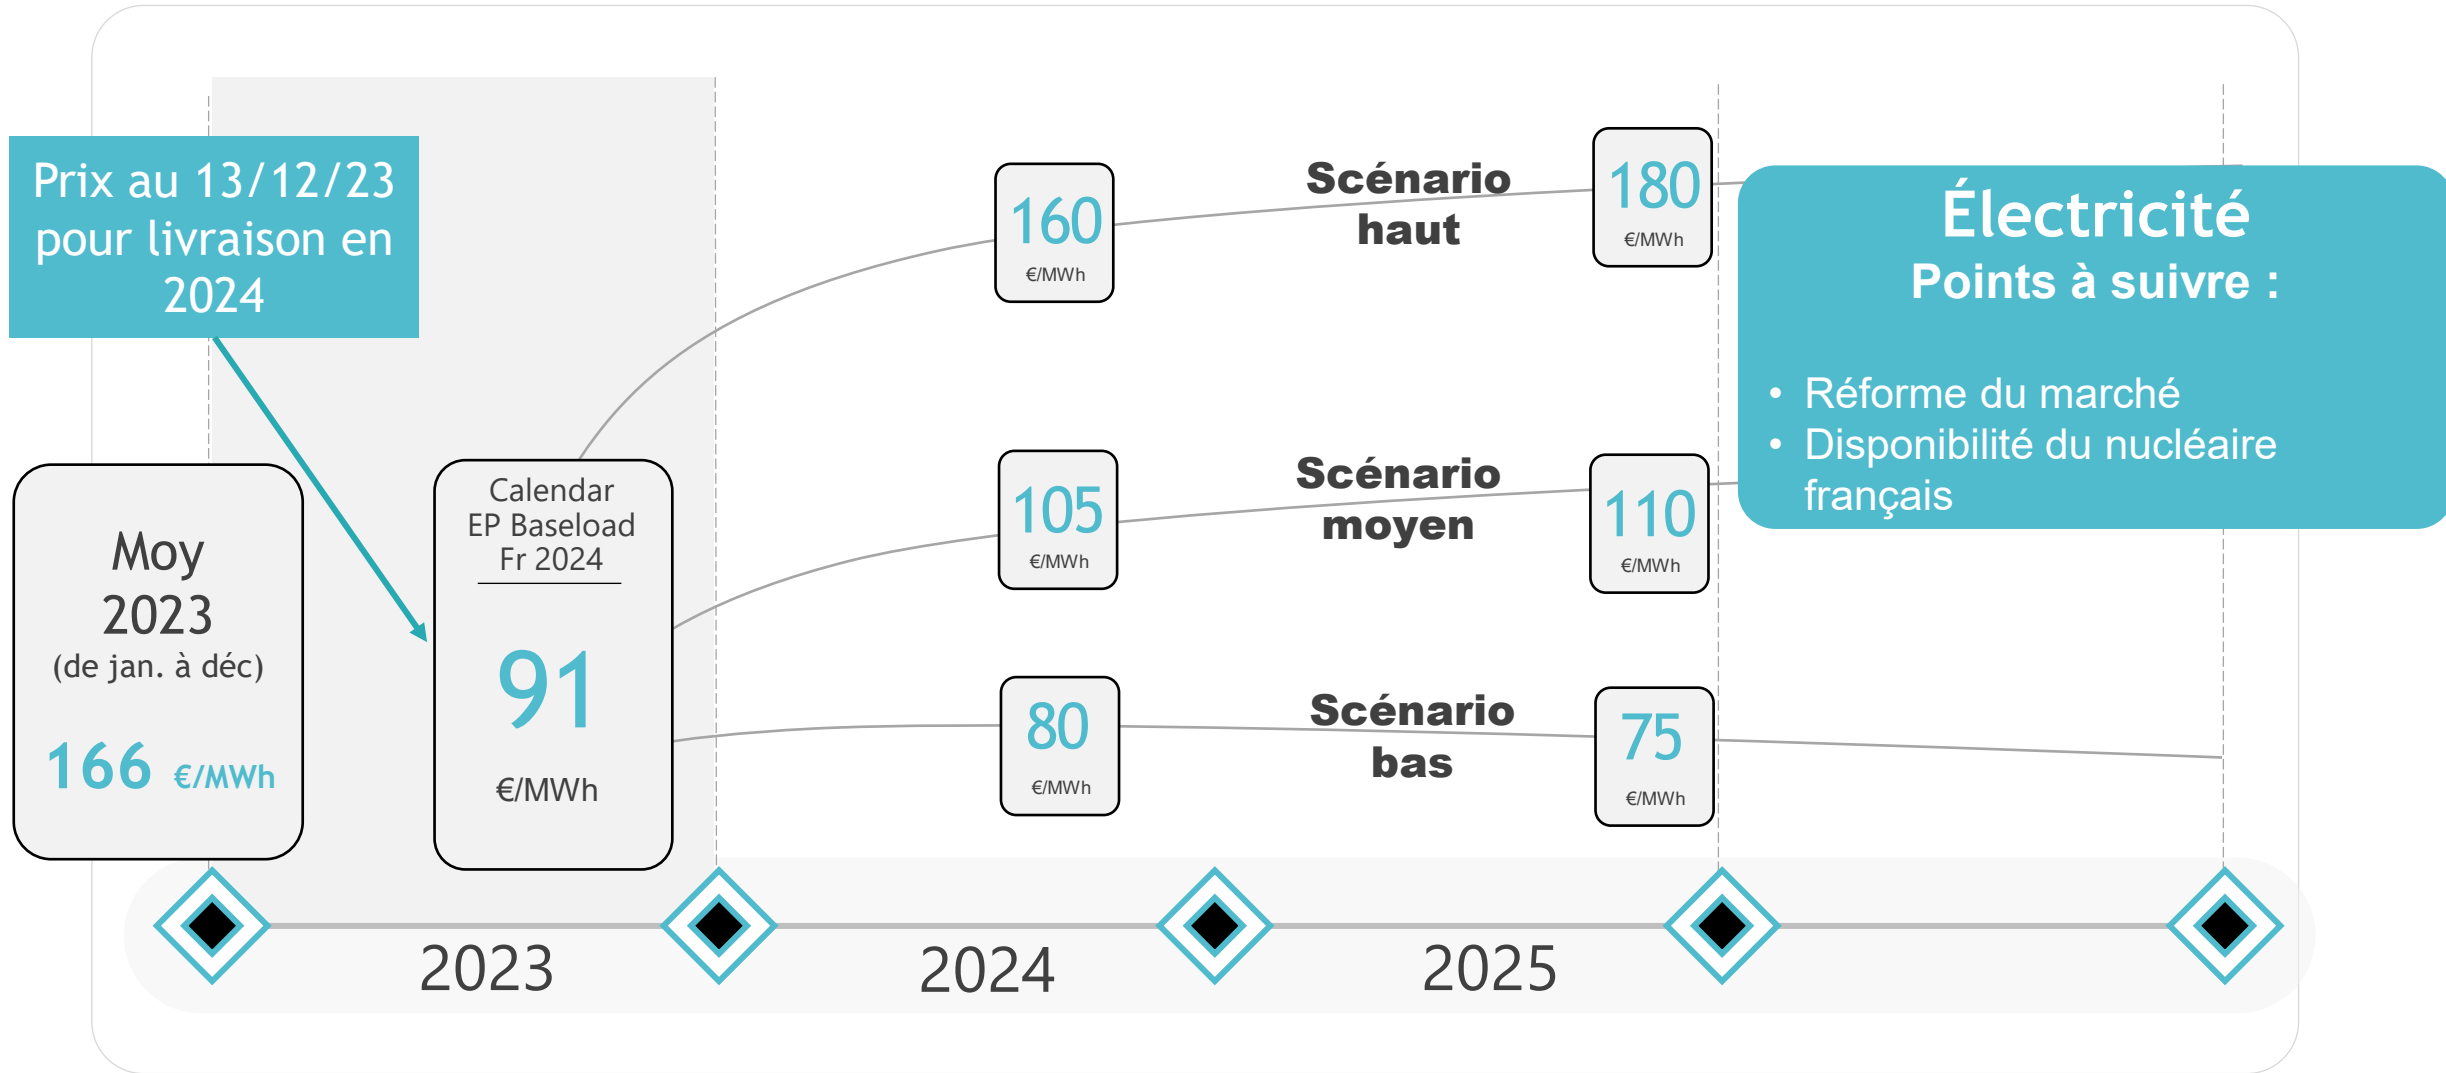 Prix au 13/12/23
pour livraison en
2024
Moy
2023
(de jan. à déc)
166 €/MWh
Calendar
EP Baseload
Fr 2024
91
€/MWh
160
€/MWh
Scénario
haut
180
€/MWh
105
€/MWh
Scénario
moyen
110
€/MWh
80
€/MWh
Scénario
bas
75
€/MWh
Électricité
Points à suivre :
• Réforme du marché
• Disponibilité du nucléaire
français
2023
2024
2025